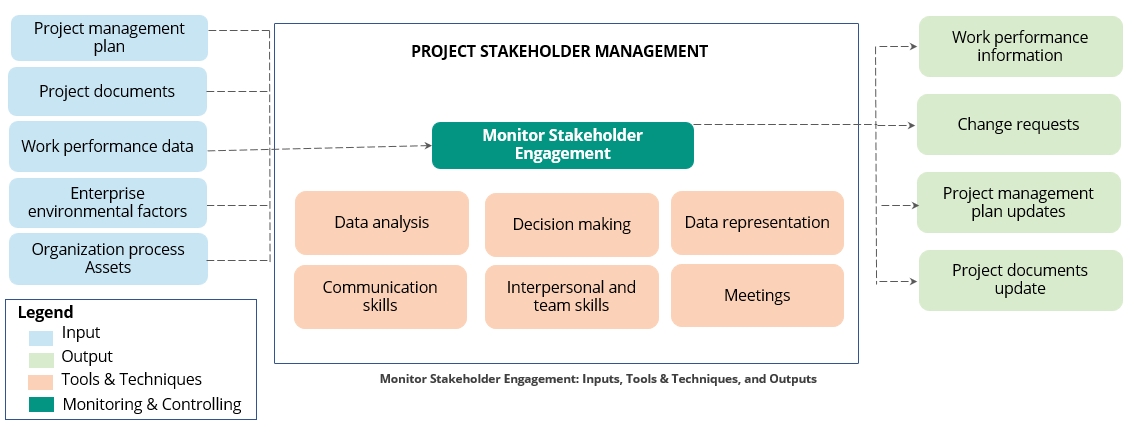 Project management
plan
Project documents
Work performance data
Enterprise
environmental factors
Organization process
Assets
Legend
Input
Output
Tools & Techniques
Monitoring & Controlling
PROJECT STAKEHOLDER MANAGEMENT
Monitor Stakeholder
Engagement
Data analysis
Decision making
Data representation
Communication
skills
Interpersonal and
team skills
Meetings
Monitor Stakeholder Engagement: Inputs, Tools & Techniques, and Outputs
Work performance
information
Change requests
Project management
plan updates
Project documents
update